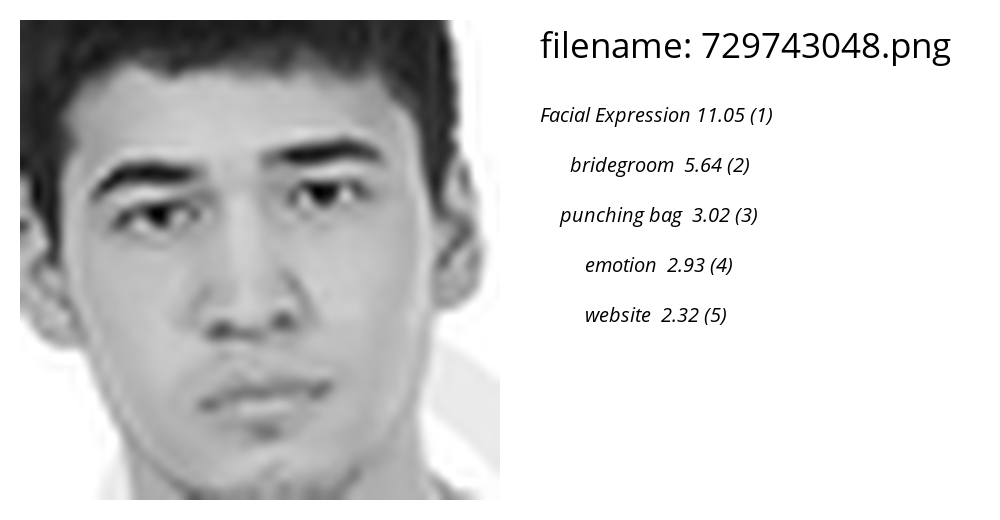 filename: 729743048.png
Facial Expression 11.05 (1)
bridegroom 5.64 (2)
punching bag 3.02 (3)
emotion 2.93 (4)
website 2.32 (5)